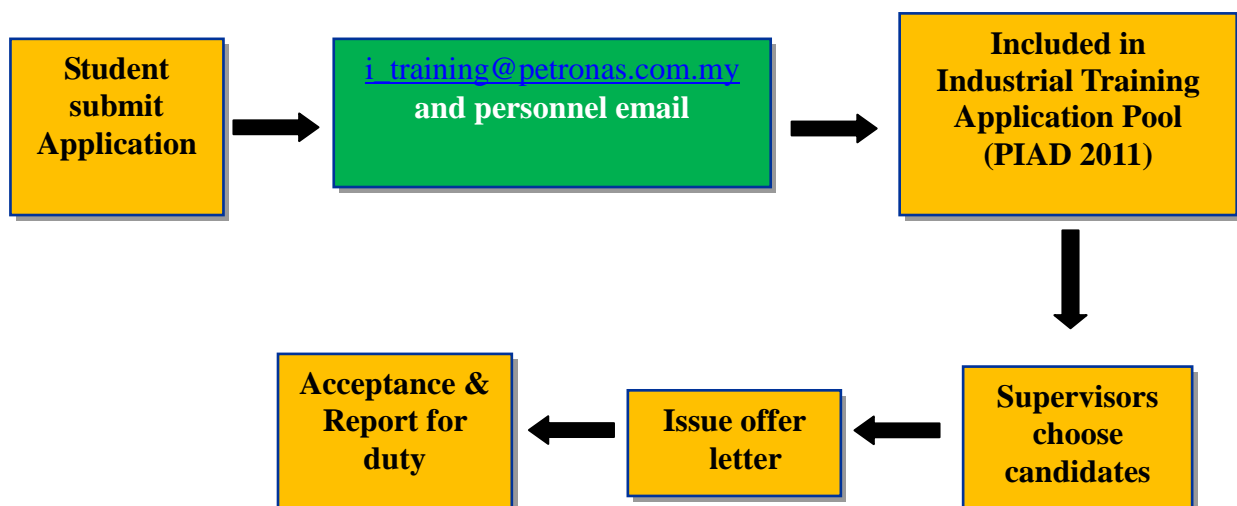 Student
submit
Application
i_training@petronas.com.my
and personnel email
Included in
Industrial Training
Application Pool
(PIAD 2011)
Supervisors
choose
candidates
Issue offer
letter
Acceptance &
Report for
duty